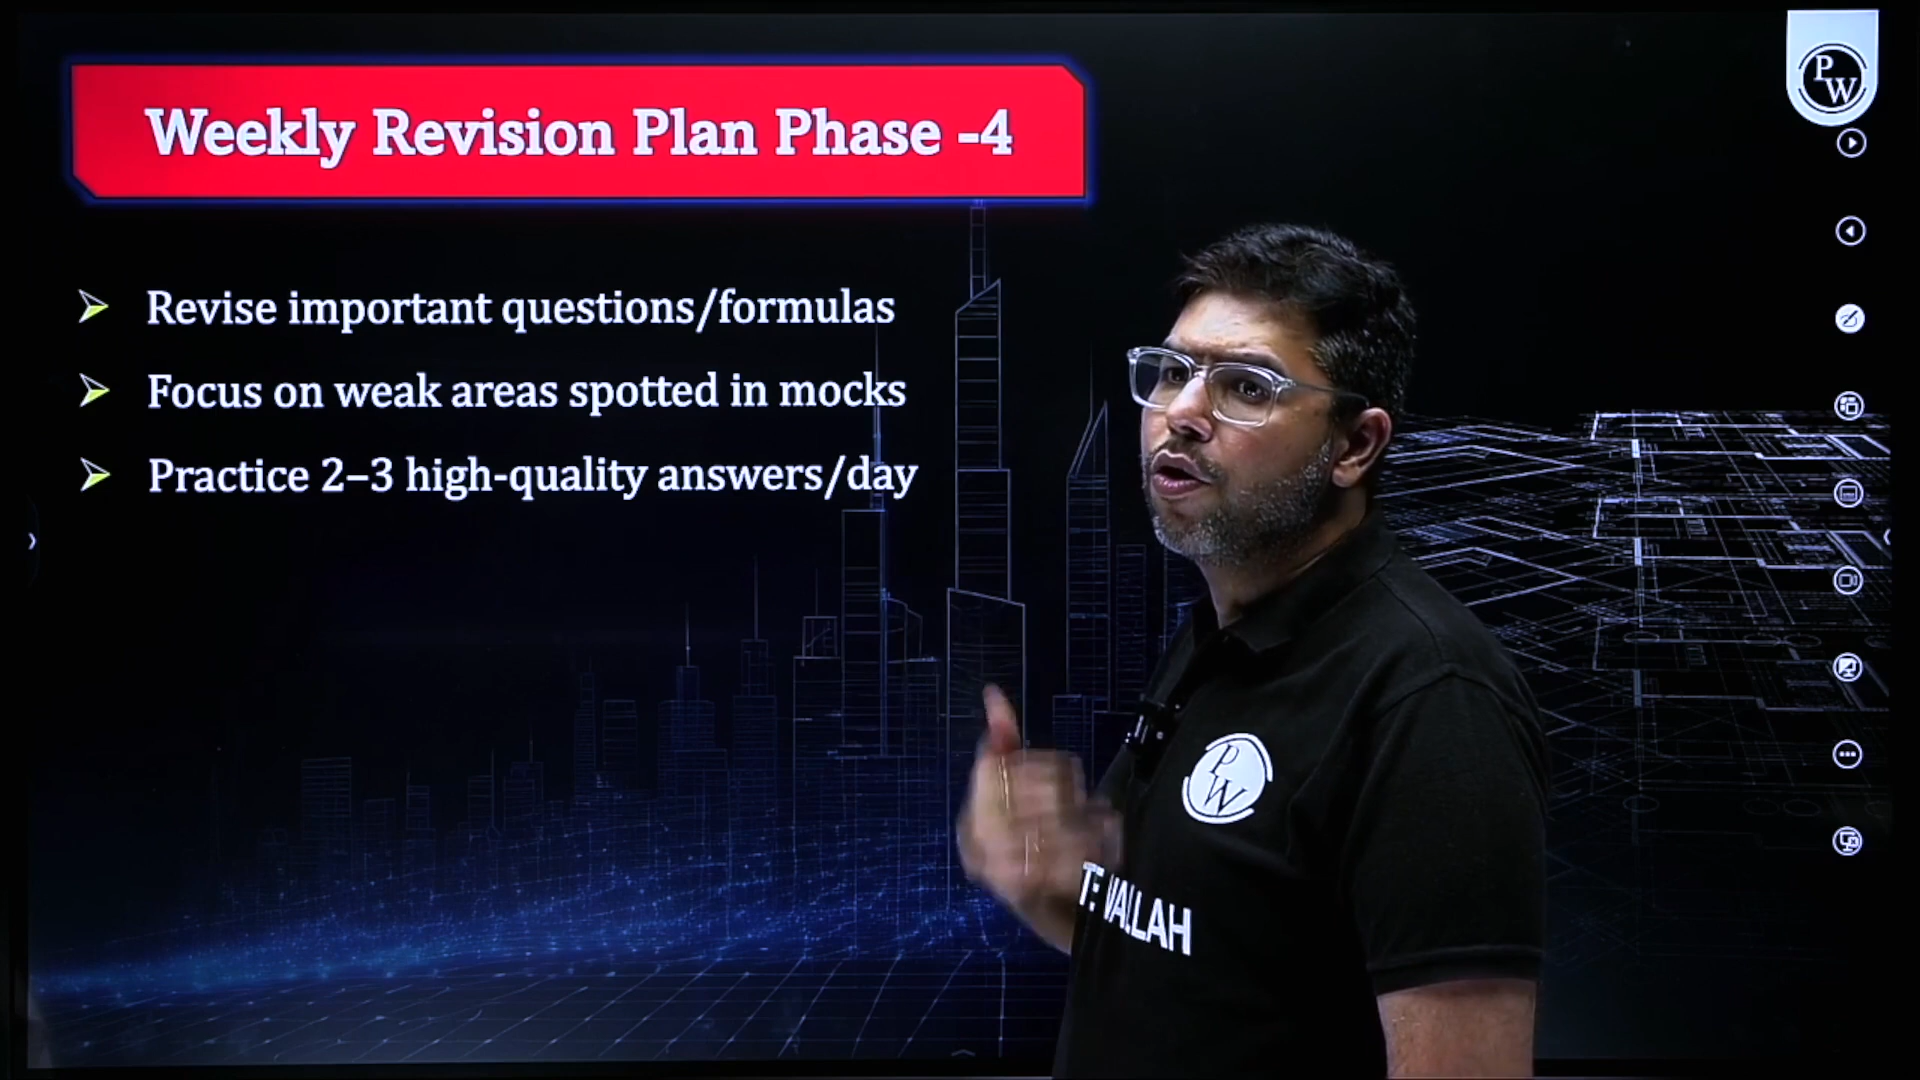 Weekly Revision Plan Phase -4
PW
Revise important questions/formulas
Focus on weak areas spotted in mocks
Practice 2–3 high-quality answers/day
PW
WALLAH